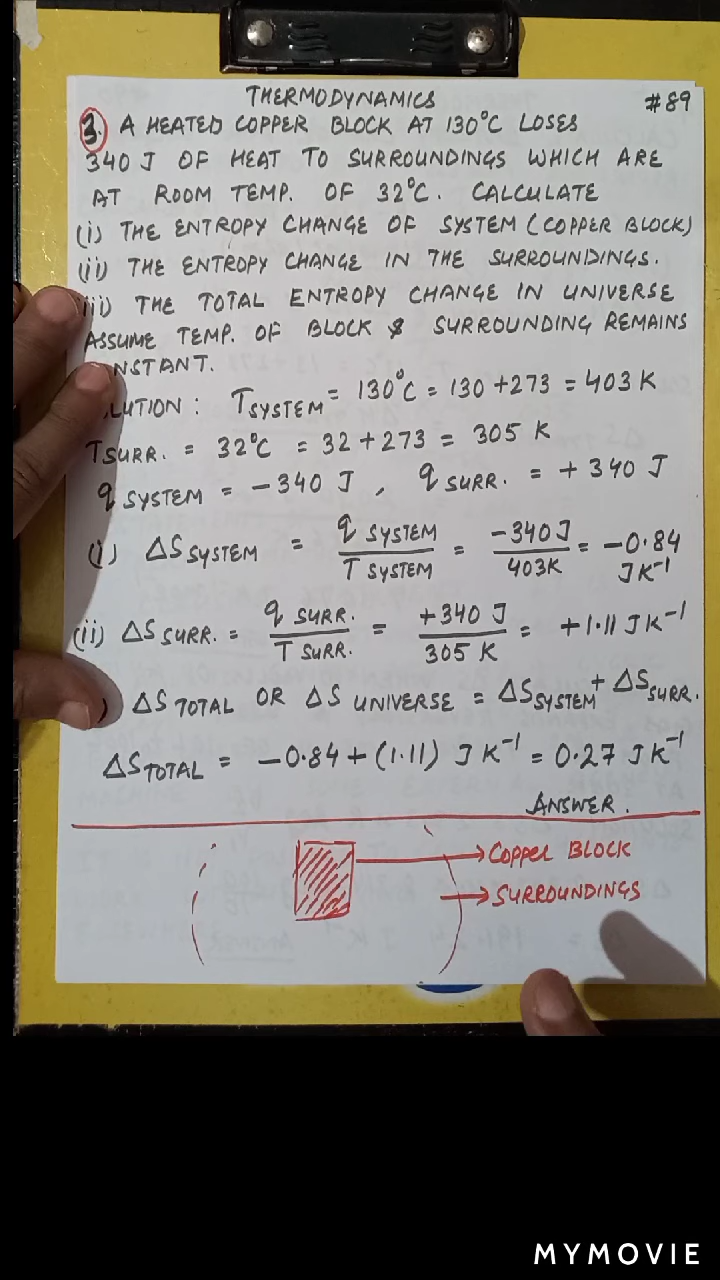 THERMODYNAMICS #89
3. A HEATED COPPER BLOCK AT 130°C LOSES
340 J OF HEAT TO SURROUNDINGS WHICH ARE
AT ROOM TEMP. OF 32°C. CALCULATE
(i) THE ENTROPY CHANGE OF SYSTEM (COPPER BLOCK)
(ii) THE ENTROPY CHANGE IN THE SURROUNDINGS.
ii) THE TOTAL ENTROPY CHANGE IN UNIVERSE
ASSUME TEMP. OF BLOCK & SURROUNDING REMAINS
NSTANT.
LUTION : T SYSTEM = 130°C = 130 + 273 = 403 K
T SURR. = 32°C = 32 + 273 = 305 K
q SYSTEM = -340 J , q SURR. = + 340 J
(i) ΔS SYSTEM = q SYSTEM / T SYSTEM = -340 J / 403 K = -0.84 JK⁻¹
(ii) ΔS SURR. = q SURR. / T SURR. = +340 J / 305 K = +1.11 JK⁻¹
) ΔS TOTAL OR ΔS UNIVERSE = ΔS SYSTEM + ΔS SURR.
ΔS TOTAL = -0.84 + (1.11) J K⁻¹ = 0.27 J K⁻¹
ANSWER.
COPPER BLOCK
SURROUNDINGS
MYMOVIE